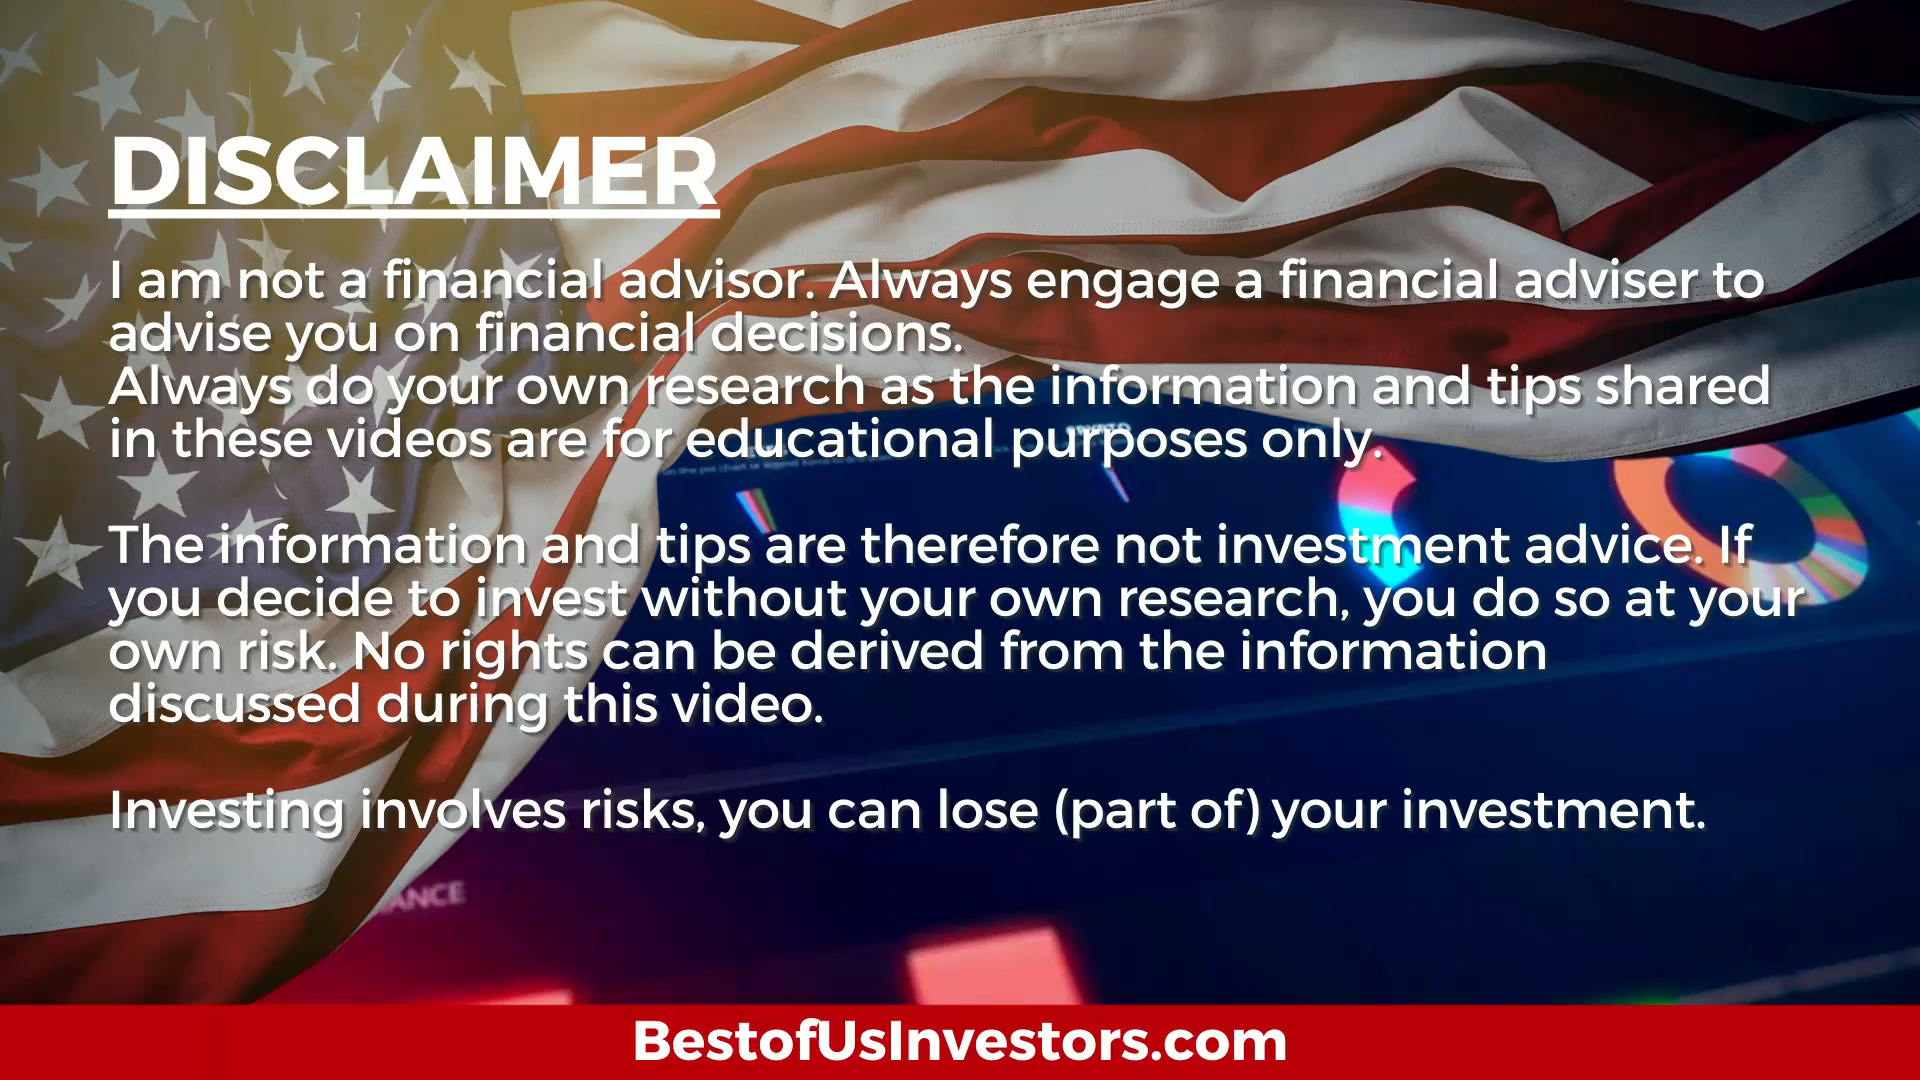 DISCLAIMER
I am not a financial advisor. Always engage a financial adviser to
advise you on financial decisions.
Always do your own research as the information and tips shared
in these videos are for educational purposes only.
The information and tips are therefore not investment advice. If
you decide to invest without your own research, you do so at your
own risk. No rights can be derived from the information
discussed during this video.
Investing involves risks, you can lose (part of) your investment.
ANCE
BestofUsInvestors.com